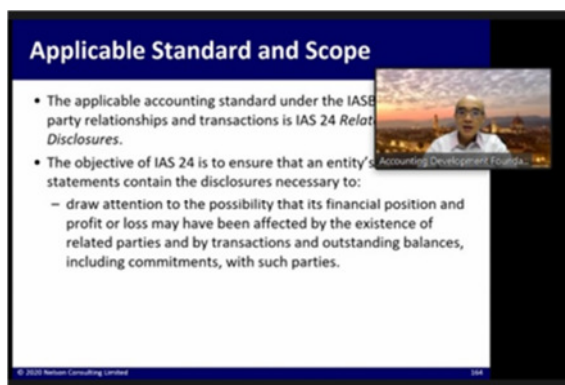 Applicable Standard and Scope
• The applicable accounting standard under the IASB
party relationships and transactions is IAS 24 Relat
Disclosures.
Accounting Development Founda...
• The objective of IAS 24 is to ensure that an entity's
statements contain the disclosures necessary to:
– draw attention to the possibility that its financial position and
profit or loss may have been affected by the existence of
related parties and by transactions and outstanding balances,
including commitments, with such parties.
© 2020 Nelson Consulting Limited
164